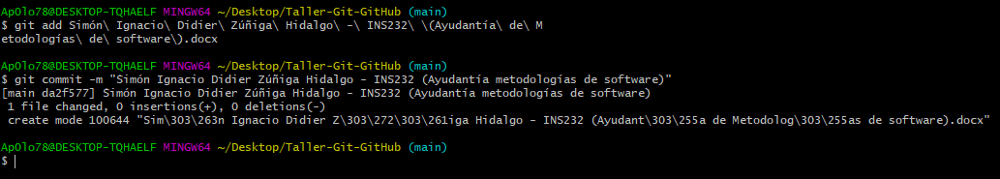 Ap0lo78@DESKTOP-TQHAELF MINGW64 ~/Desktop/Taller-Git-GitHub (main)
$ git add Simón\ Ignacio\ Didier\ Zúñiga\ Hidalgo\ -\ INS232\ \(Ayudantía\ de\ M
etodologías\ de\ software\).docx
Ap0lo78@DESKTOP-TQHAELF MINGW64 ~/Desktop/Taller-Git-GitHub (main)
$ git commit -m "Simón Ignacio Didier Zúñiga Hidalgo - INS232 (Ayudantía metodologías de software)"
[main da2f577] Simón Ignacio Didier Zúñiga Hidalgo - INS232 (Ayudantía metodologías de software)
1 file changed, 0 insertions(+), 0 deletions(-)
create mode 100644 "Sim\303\263n Ignacio Didier Z\303\272\303\261iga Hidalgo - INS232 (Ayudant\303\255a de Metodolog\303\255as de software).docx"
Ap0lo78@DESKTOP-TQHAELF MINGW64 ~/Desktop/Taller-Git-GitHub (main)
$